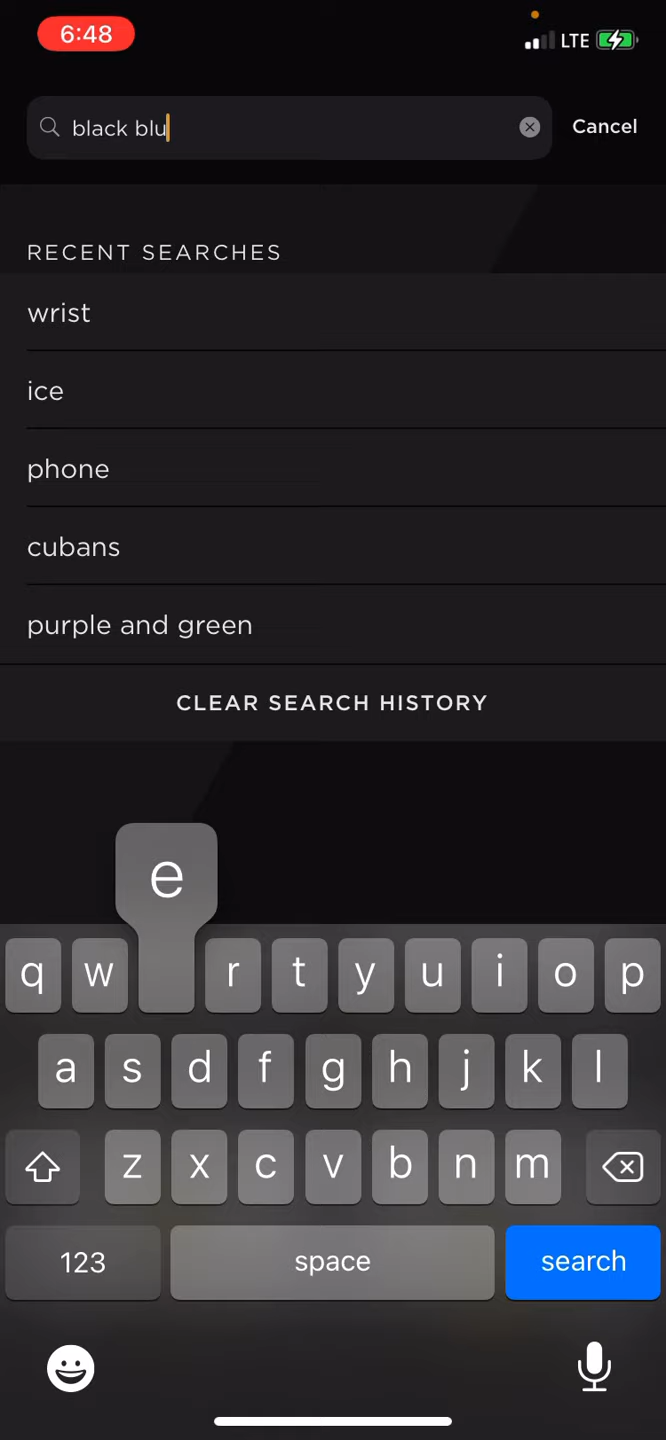 6:48
LTE
black blu
Cancel
RECENT SEARCHES
wrist
ice
phone
cubans
purple and green
CLEAR SEARCH HISTORY
e
q w r t y u i o p
a s d f g h j k l
z x c v b n m
123 space search